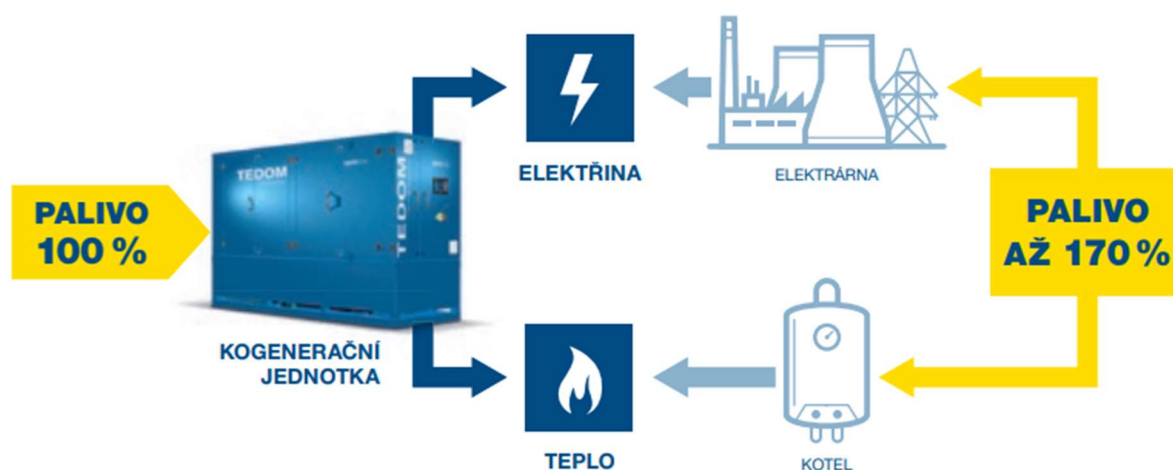 ELEKTŘINA
ELEKTRÁRNA
TEDOM
TEDOM
PALIVO
100 %
PALIVO
AŽ 170 %
KOGENERAČNÍ
JEDNOTKA
TEPLO
KOTEL